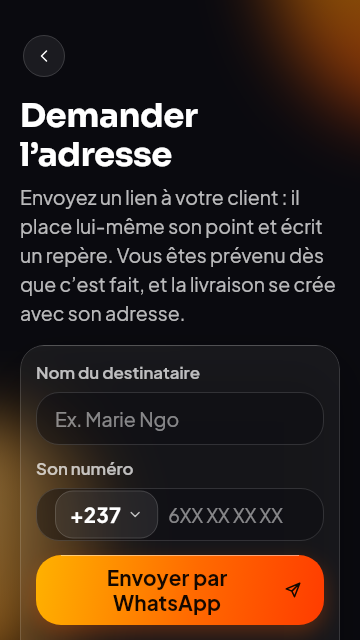 Demander
l’adresse
Envoyez un lien à votre client : il
place lui-même son point et écrit
un repère. Vous êtes prévenu dès
que c’est fait, et la livraison se crée
avec son adresse.
Nom du destinataire
Ex. Marie Ngo
Son numéro
+237 6XX XX XX XX
Envoyer par
WhatsApp